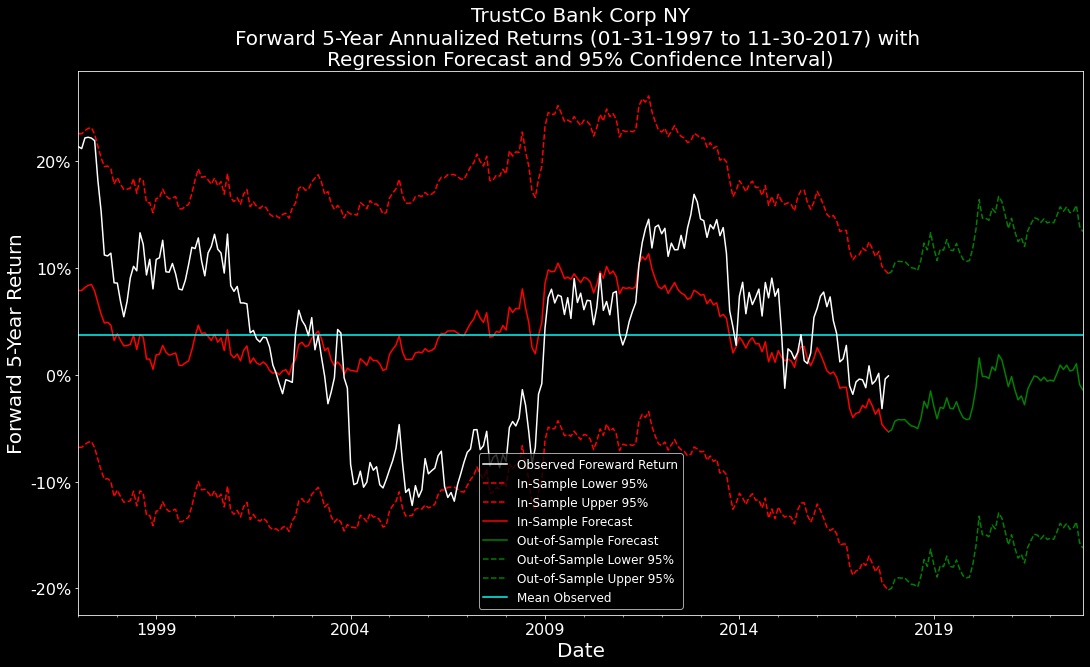 TrustCo Bank Corp NY
Forward 5-Year Annualized Returns (01-31-1997 to 11-30-2017) with
Regression Forecast and 95% Confidence Interval)
Forward 5-Year Return
20%
10%
0%
-10%
-20%
Observed Foreward Return
In-Sample Lower 95%
In-Sample Upper 95%
In-Sample Forecast
Out-of-Sample Forecast
Out-of-Sample Lower 95%
Out-of-Sample Upper 95%
Mean Observed
1999 2004 2009 2014 2019
Date